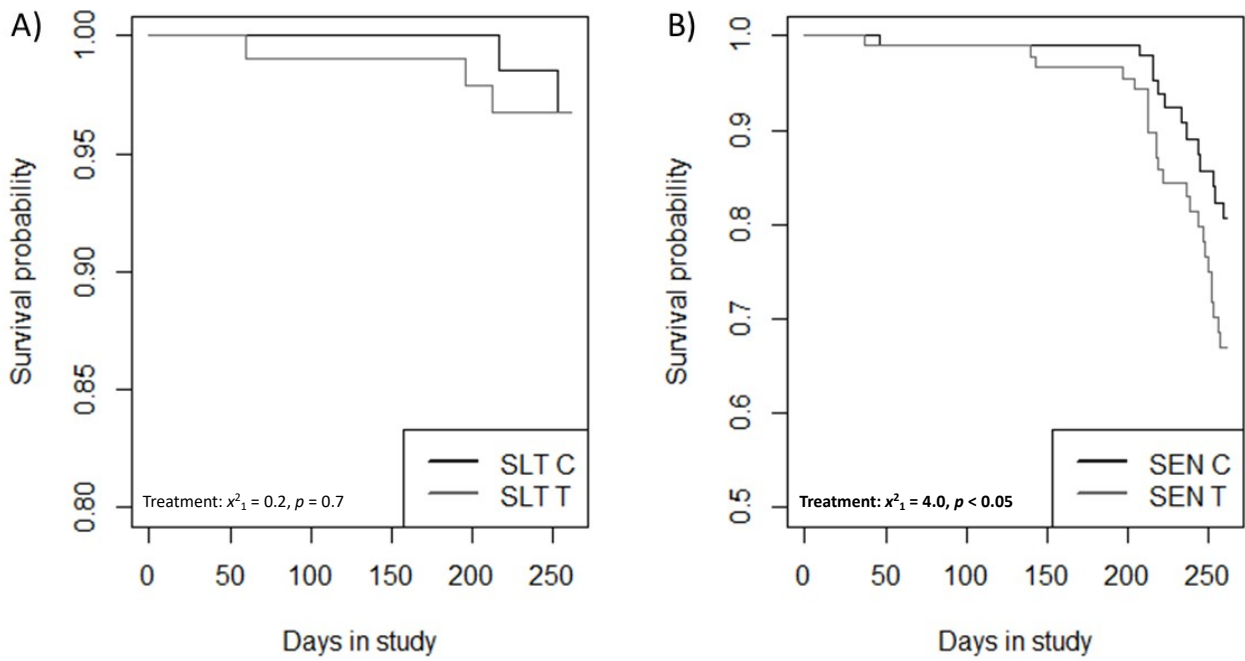 A)
Survival probability
1.00
0.95
0.90
0.85
0.80
SLT C
SLT T
Treatment: x²₁ = 0.2, p = 0.7
0 50 100 150 200 250
Days in study
B)
Survival probability
1.0
0.9
0.8
0.7
0.6
0.5
SEN C
SEN T
Treatment: x²₁ = 4.0, p < 0.05
0 50 100 150 200 250
Days in study